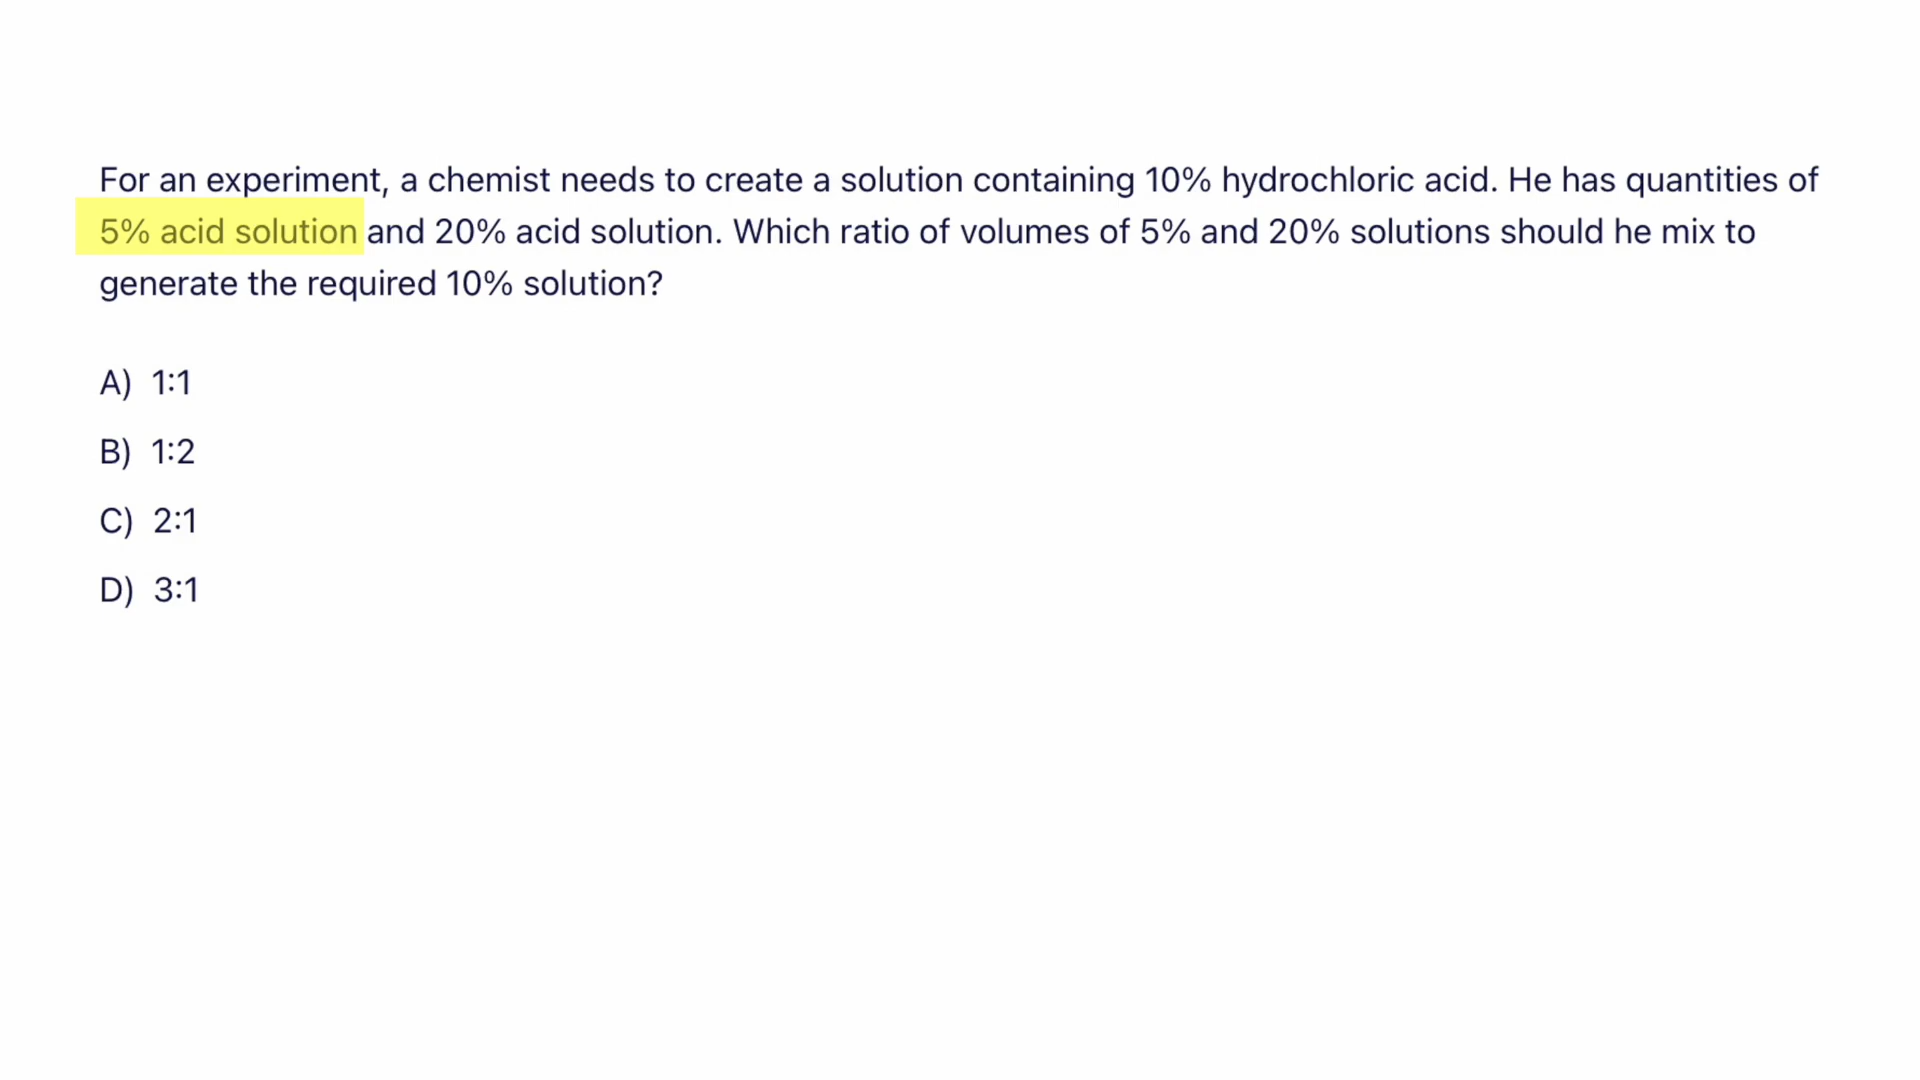 For an experiment, a chemist needs to create a solution containing 10% hydrochloric acid. He has quantities of
5% acid solution and 20% acid solution. Which ratio of volumes of 5% and 20% solutions should he mix to
generate the required 10% solution?
A) 1:1
B) 1:2
C) 2:1
D) 3:1